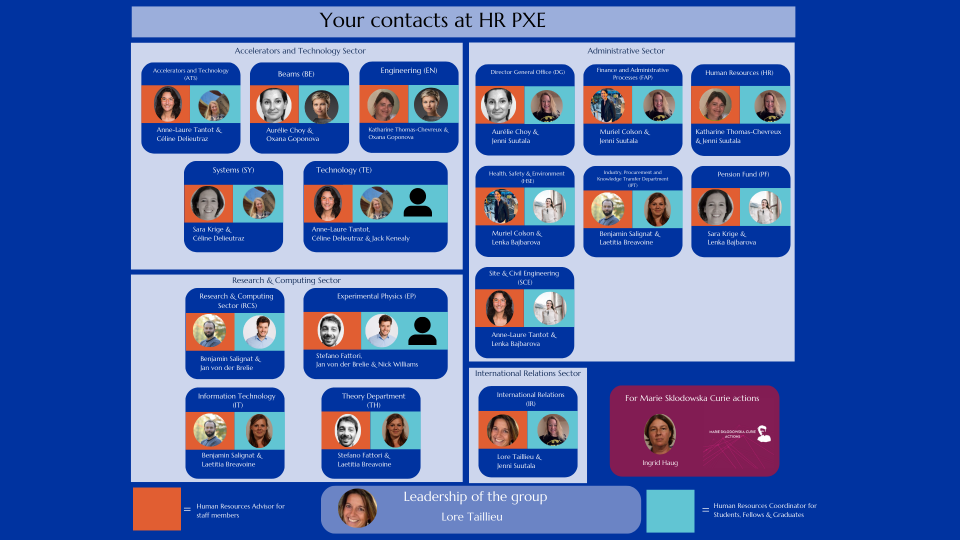 Your contacts at HR PXE
Accelerators and Technology Sector
Accelerators and Technology
(ATS)
Anne-Laure Tantot &
Céline Delieutraz
Beams (BE)
Aurélie Choy &
Oxana Goponova
Engineering (EN)
Katharine Thomas-Chevreux &
Oxana Goponova
Systems (SY)
Sara Krige &
Céline Delieutraz
Technology (TE)
Anne-Laure Tantot,
Céline Delieutraz & Jack Kenealy
Administrative Sector
Director General Office (DG)
Aurélie Choy &
Jenni Suutala
Finance and Administrative
Processes (FAP)
Muriel Colson &
Jenni Suutala
Human Resources (HR)
Katharine Thomas-Chevreux
& Jenni Suutala
Health, Safety & Environment
(HSE)
Muriel Colson &
Lenka Bajbarova
Industry, Procurement and
Knowledge Transfer Department
(IPT)
Benjamin Salignat &
Laetitia Breavoine
Pension Fund (PF)
Sara Krige &
Lenka Bajbarova
Site & Civil Engineering
(SCE)
Anne-Laure Tantot &
Lenka Bajbarova
Research & Computing Sector
Research & Computing
Sector (RCS)
Benjamin Salignat &
Jan von der Brelie
Experimental Physics (EP)
Stefano Fattori,
Jan von der Brelie & Nick Williams
Information Technology
(IT)
Benjamin Salignat &
Laetitia Breavoine
Theory Department
(TH)
Stefano Fattori &
Laetitia Breavoine
International Relations Sector
International Relations
(IR)
Lore Taillieu &
Jenni Suutala
For Marie Sklodowska Curie actions
MARIE SKŁODOWSKA CURIE
ACTIONS
Ingrid Haug
= Human Resources Advisor for
staff members
Leadership of the group
Lore Taillieu
= Human Resources Coordinator for
Students, Fellows & Graduates